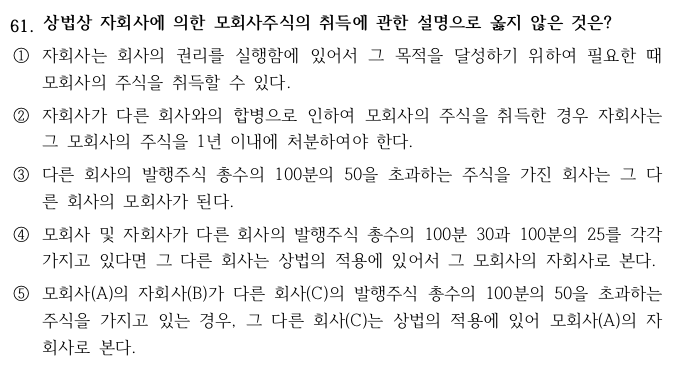 61. 상법상 자회사에 의한 모회사주식의 취득에 관한 설명으로 옳지 않은 것은?
① 자회사는 회사의 권리를 실행함에 있어서 그 목적을 달성하기 위하여 필요한 때
모회사의 주식을 취득할 수 있다.
② 자회사가 다른 회사와의 합병으로 인하여 모회사의 주식을 취득한 경우 자회사는
그 모회사의 주식을 1년 이내에 처분하여야 한다.
③ 다른 회사의 발행주식 총수의 100분의 50을 초과하는 주식을 가진 회사는 그 다
른 회사의 모회사가 된다.
④ 모회사 및 자회사가 다른 회사의 발행주식 총수의 100분 30과 100분의 25를 각각
가지고 있다면 그 다른 회사는 상법의 적용에 있어서 그 모회사의 자회사로 본다.
⑤ 모회사(A)의 자회사(B)가 다른 회사(C)의 발행주식 총수의 100분의 50을 초과하는
주식을 가지고 있는 경우, 그 다른 회사(C)는 상법의 적용에 있어 모회사(A)의 자
회사로 본다.